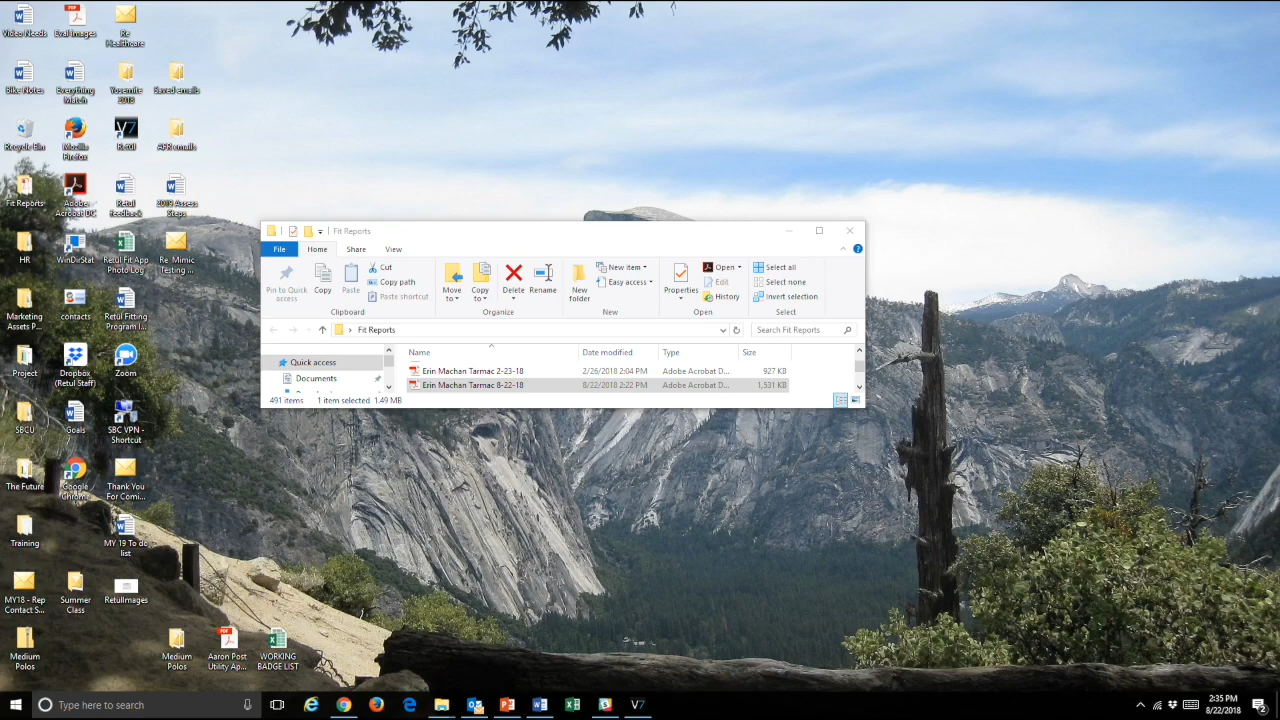 Video Needs
Eval Images
Re
Healthcare
Bike Notes
Everything
Match
Yosemite
2018
Saved emails
Recycle Bin
Mozilla
Firefox
Retül
AFR emails
Fit Reports
Adobe
Acrobat DC
Retul
feedback
2019 Assess
Steps
HR
WinDirStat
Retul Fit App
Photo Log
Re Mimic
Testing ...
Marketing
Assets P...
contacts
Retul Fitting
Program I...
Project
Dropbox
(Retul Staff)
Zoom
SBCU
Goals
SBC VPN -
Shortcut
The Future
Google
Chrome
Thank You
For Comi...
Training
MY 19 To do
list
MY18 - Rep
Contact S...
Summer
Class
RetulImages
Medium
Polos
Medium
Polos
Aaron Post
Utility Ap...
WORKING
BADGE LIST
Fit Reports
File Home Share View
Pin to Quick
access
Copy
Paste
Cut
Copy path
Paste shortcut
Clipboard
Move
to
Copy
to
Delete
Rename
Organize
New
folder
New item
Easy access
New
Properties
Open
Edit
History
Open
Select all
Select none
Invert selection
Select
Fit Reports
Search Fit Reports
Quick access
Documents
Name Date modified Type Size
Erin Machan Tarmac 2-23-18 2/26/2018 2:04 PM Adobe Acrobat D... 927 KB
Erin Machan Tarmac 8-22-18 8/22/2018 2:22 PM Adobe Acrobat D... 1,531 KB
491 items 1 item selected 1.49 MB
Type here to search
V7
2:35 PM
8/22/2018
2